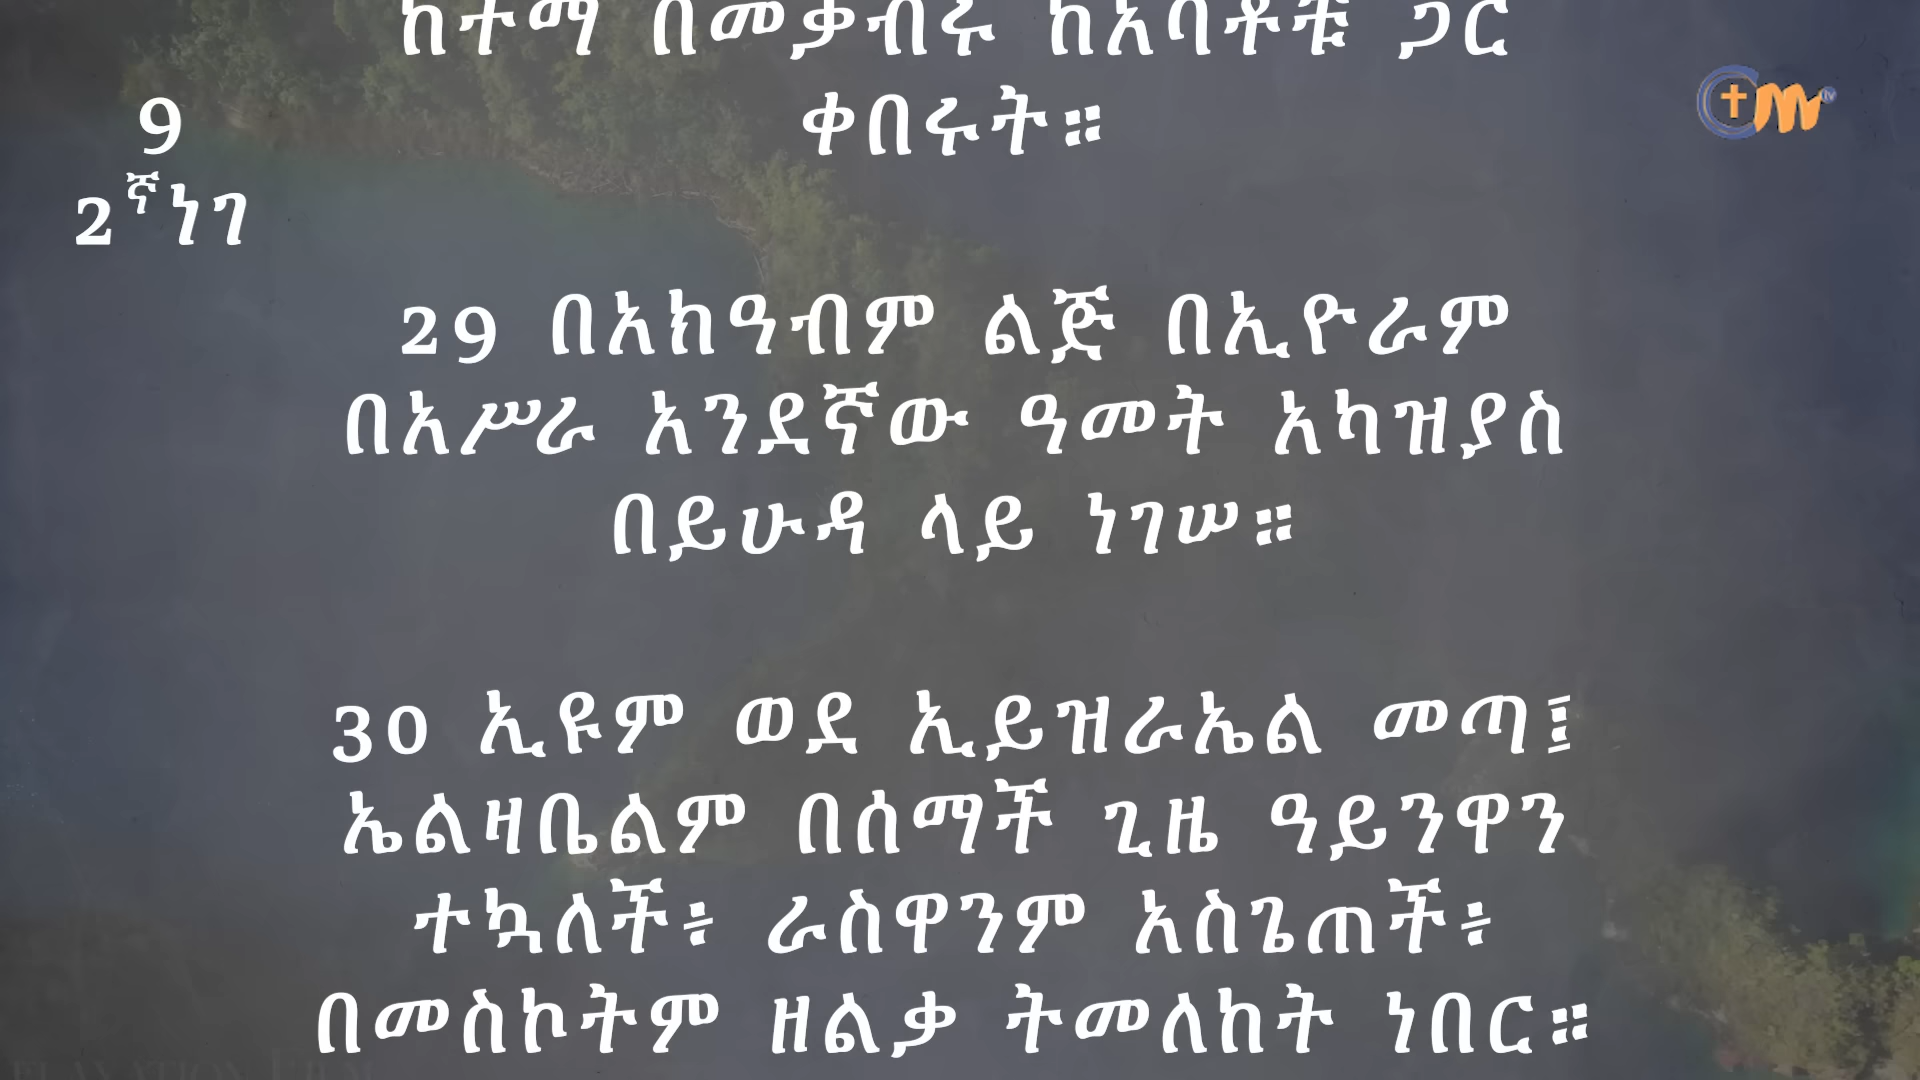 ከተማ በመቃብሩ ከአባቶቹ ጋር
ቀበሩት።
9
2ኛነገ
29 በአክዓብም ልጅ በኢዮራም
በአሥራ አንደኛው ዓመት አካዝያስ
በይሁዳ ላይ ነገሠ።
30 ኢዩም ወደ ኢይዝራኤል መጣ፤
ኤልዛቤልም በሰማች ጊዜ ዓይንዋን
ተኳለች፥ ራስዋንም አስጌጠች፥
በመስኮትም ዘልቃ ትመለከት ነበር።